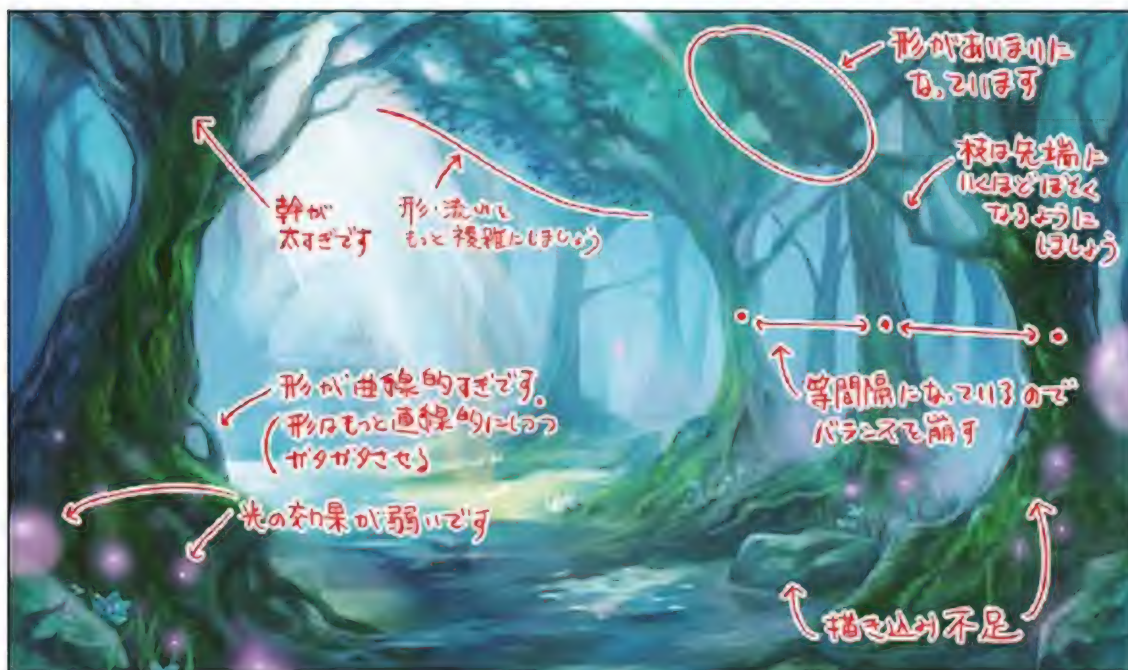 形があいまいに
なっています
枝は先端に
いくほどほそく
なるように
しましょう
幹が
太すぎです
形・流れを
もっと複雑にしましょう
等間隔になっているので
バランスを崩す
形が曲線的すぎです。
形はもっと直線的にしつつ
ガタガタさせる
光の効果が弱いです
描き込み不足